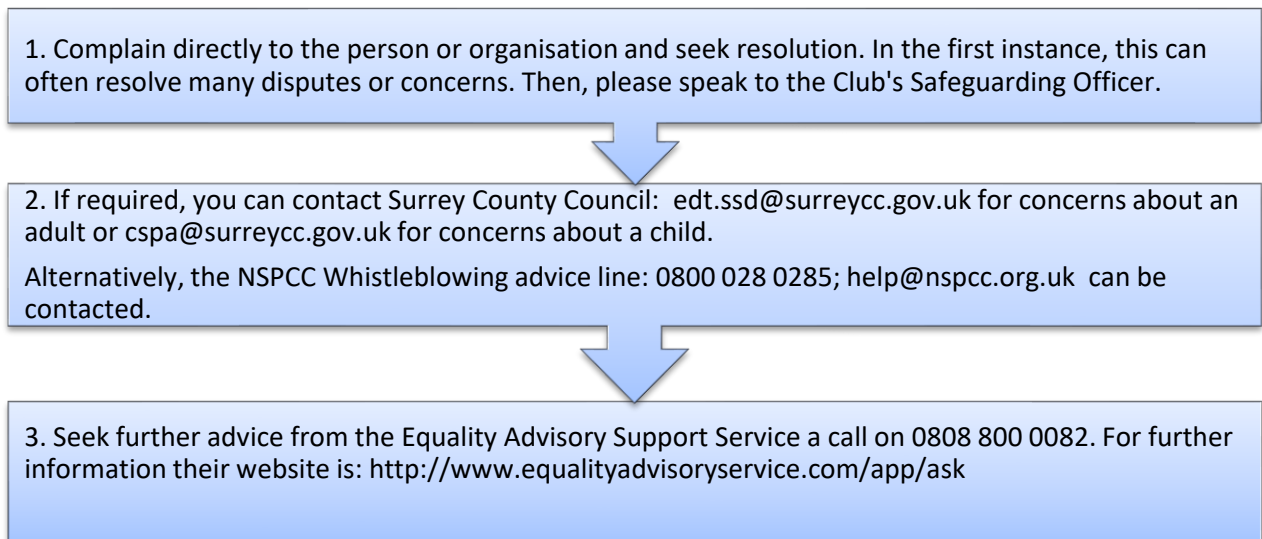 1. Complain directly to the person or organisation and seek resolution. In the first instance, this can
often resolve many disputes or concerns. Then, please speak to the Club's Safeguarding Officer.
2. If required, you can contact Surrey County Council:  edt.ssd@surreycc.gov.uk for concerns about an
adult or cspa@surreycc.gov.uk for concerns about a child.
Alternatively, the NSPCC Whistleblowing advice line: 0800 028 0285; help@nspcc.org.uk  can be
contacted.
3. Seek further advice from the Equality Advisory Support Service a call on 0808 800 0082. For further
information their website is: http://www.equalityadvisoryservice.com/app/ask